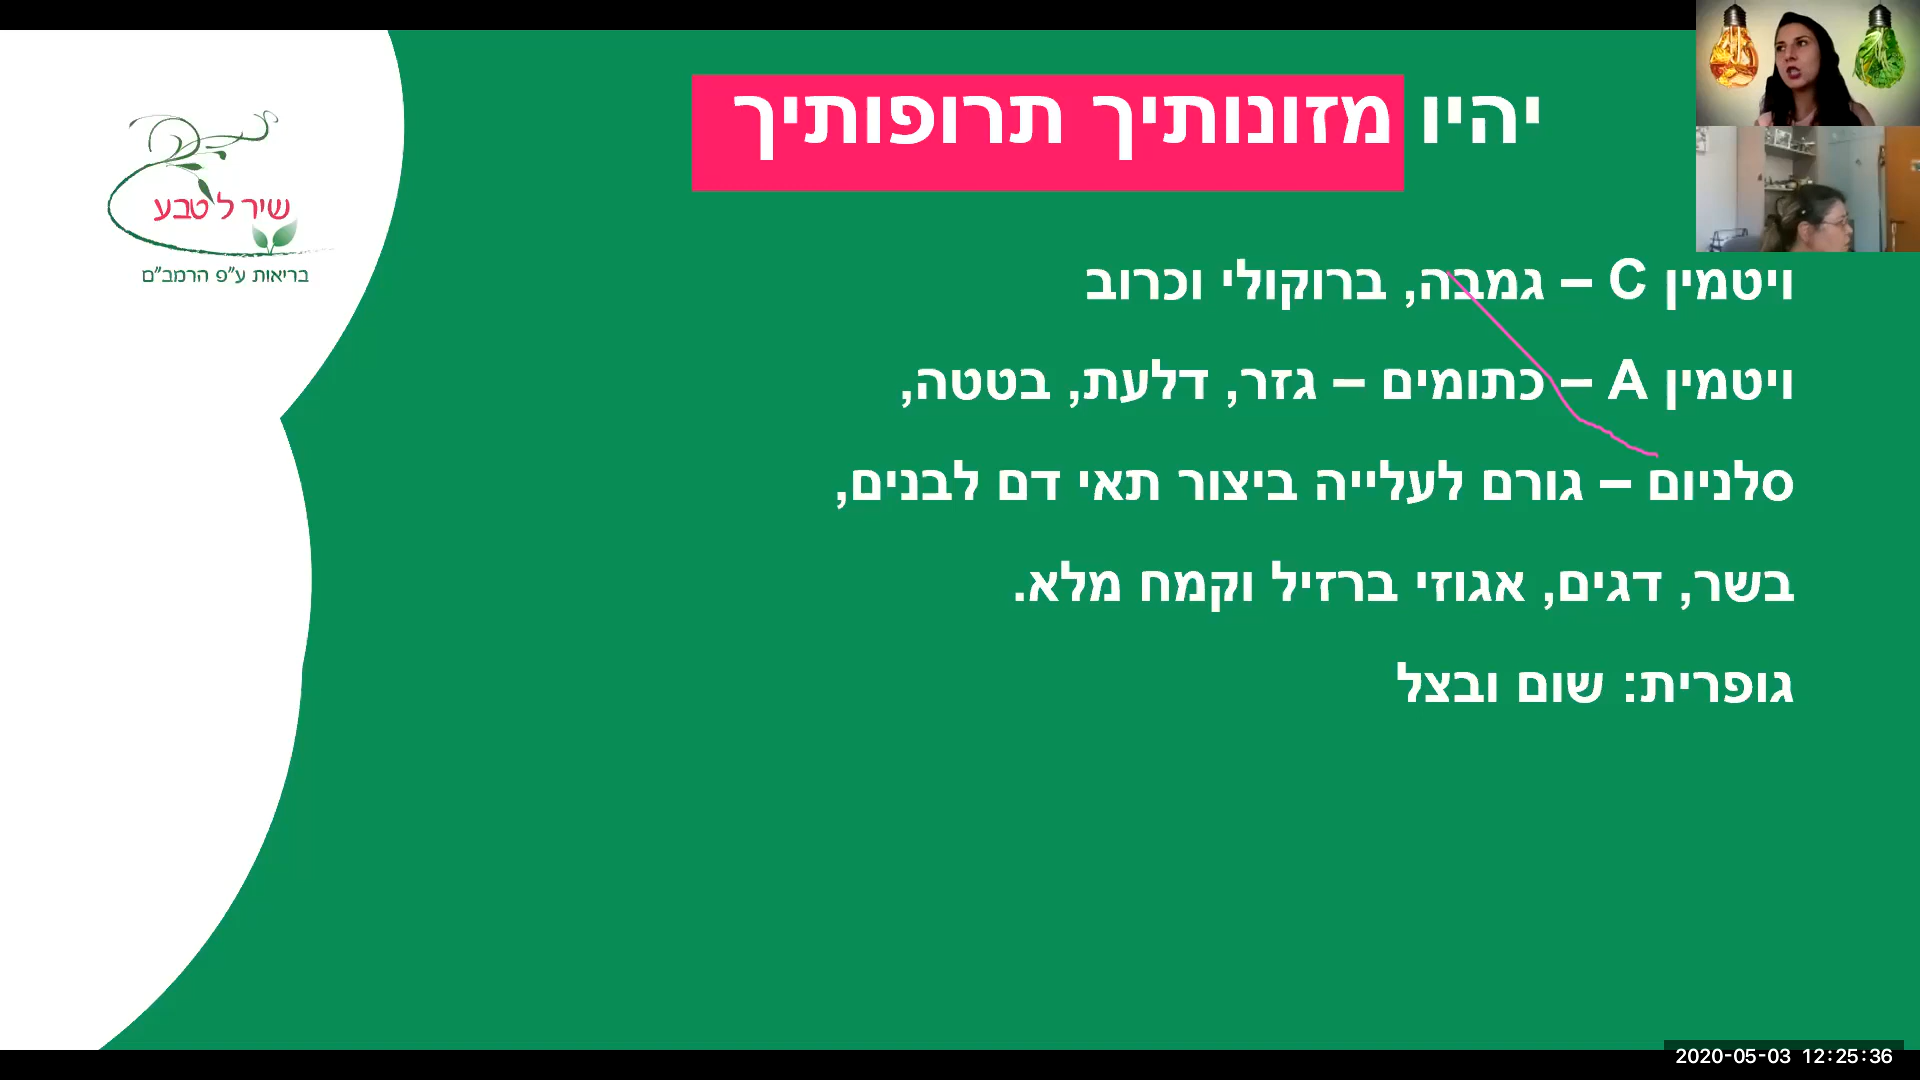 יהיו מזונותיך תרופותיך
שיר לטבע
בריאות ע"פ הרמב"ם
ויטמין C – גמבה, ברוקולי וכרוב
ויטמין A – כתומים – גזר, דלעת, בטטה,
סלניום – גורם לעלייה ביצור תאי דם לבנים,
בשר, דגים, אגוזי ברזיל וקמח מלא.
גופרית: שום ובצל
2020-05-03 12:25:36